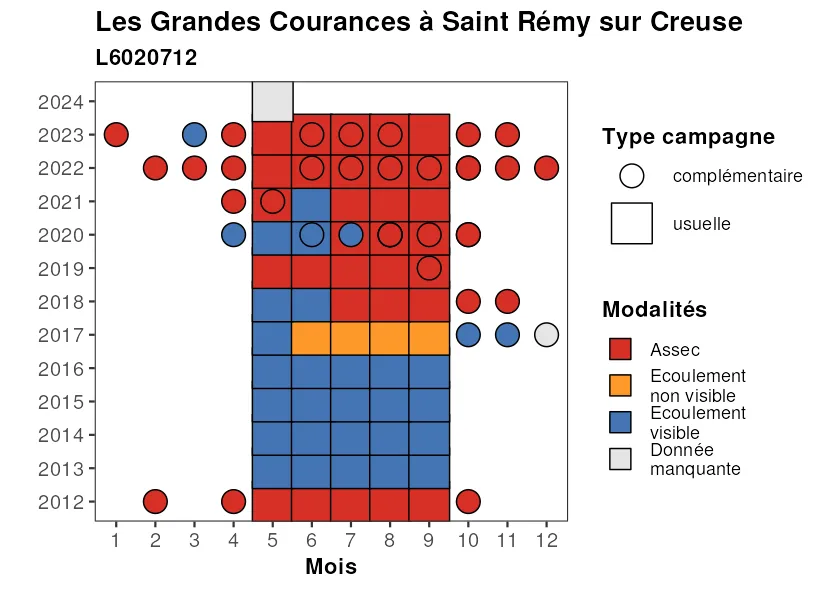 Les Grandes Courances à Saint Rémy sur Creuse
L6020712
2024
2023
2022
2021
2020
2019
2018
2017
2016
2015
2014
2013
2012
1 2 3 4 5 6 7 8 9 10 11 12
Mois
Type campagne
complémentaire
usuelle
Modalités
Assec
Ecoulement
non visible
Ecoulement
visible
Donnée
manquante